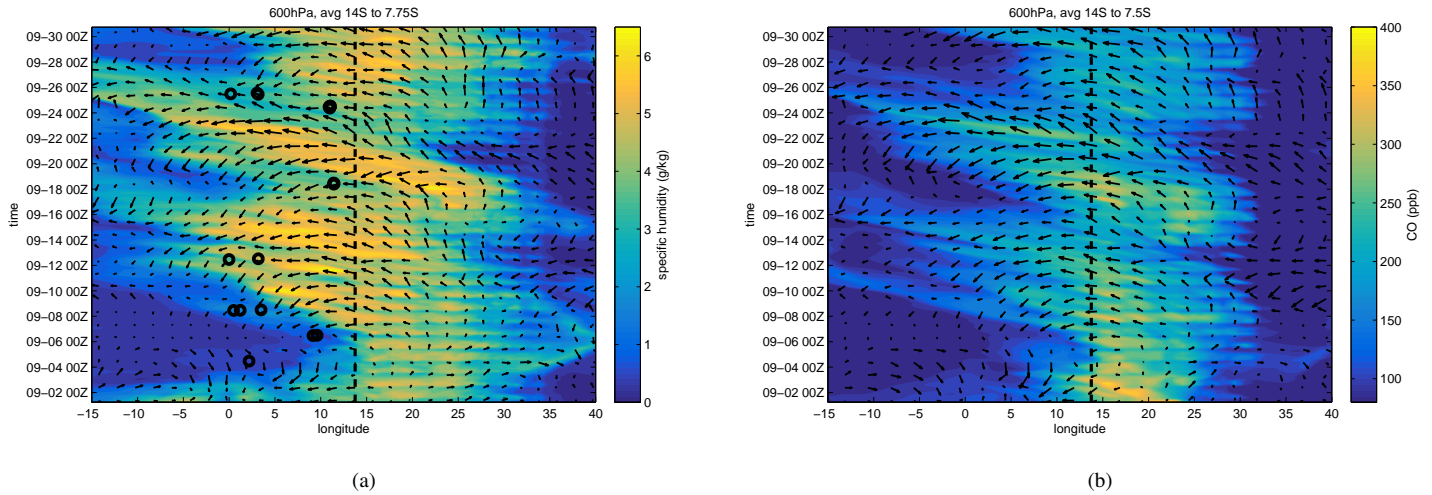 600hPa, avg 14S to 7.75S
09−30 00Z
09−28 00Z
09−26 00Z
09−24 00Z
09−22 00Z
09−20 00Z
09−18 00Z
09−16 00Z
09−14 00Z
09−12 00Z
09−10 00Z
09−08 00Z
09−06 00Z
09−04 00Z
09−02 00Z
time
−15 −10 −5 0 5 10 15 20 25 30 35 40
longitude
6
5
4
3
2
1
0
specific humidity (g/kg)
(a)
600hPa, avg 14S to 7.5S
09−30 00Z
09−28 00Z
09−26 00Z
09−24 00Z
09−22 00Z
09−20 00Z
09−18 00Z
09−16 00Z
09−14 00Z
09−12 00Z
09−10 00Z
09−08 00Z
09−06 00Z
09−04 00Z
09−02 00Z
time
−15 −10 −5 0 5 10 15 20 25 30 35 40
longitude
400
350
300
250
200
150
100
CO (ppb)
(b)